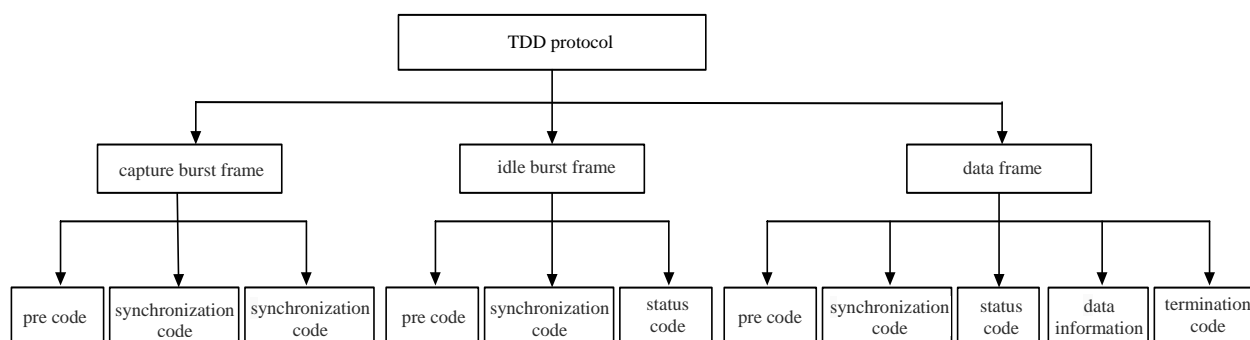 TDD protocol
capture burst frame
idle burst frame
data frame
pre code
synchronization
code
synchronization
code
pre code
synchronization
code
status
code
pre code
synchronization
code
status
code
data
information
termination
code